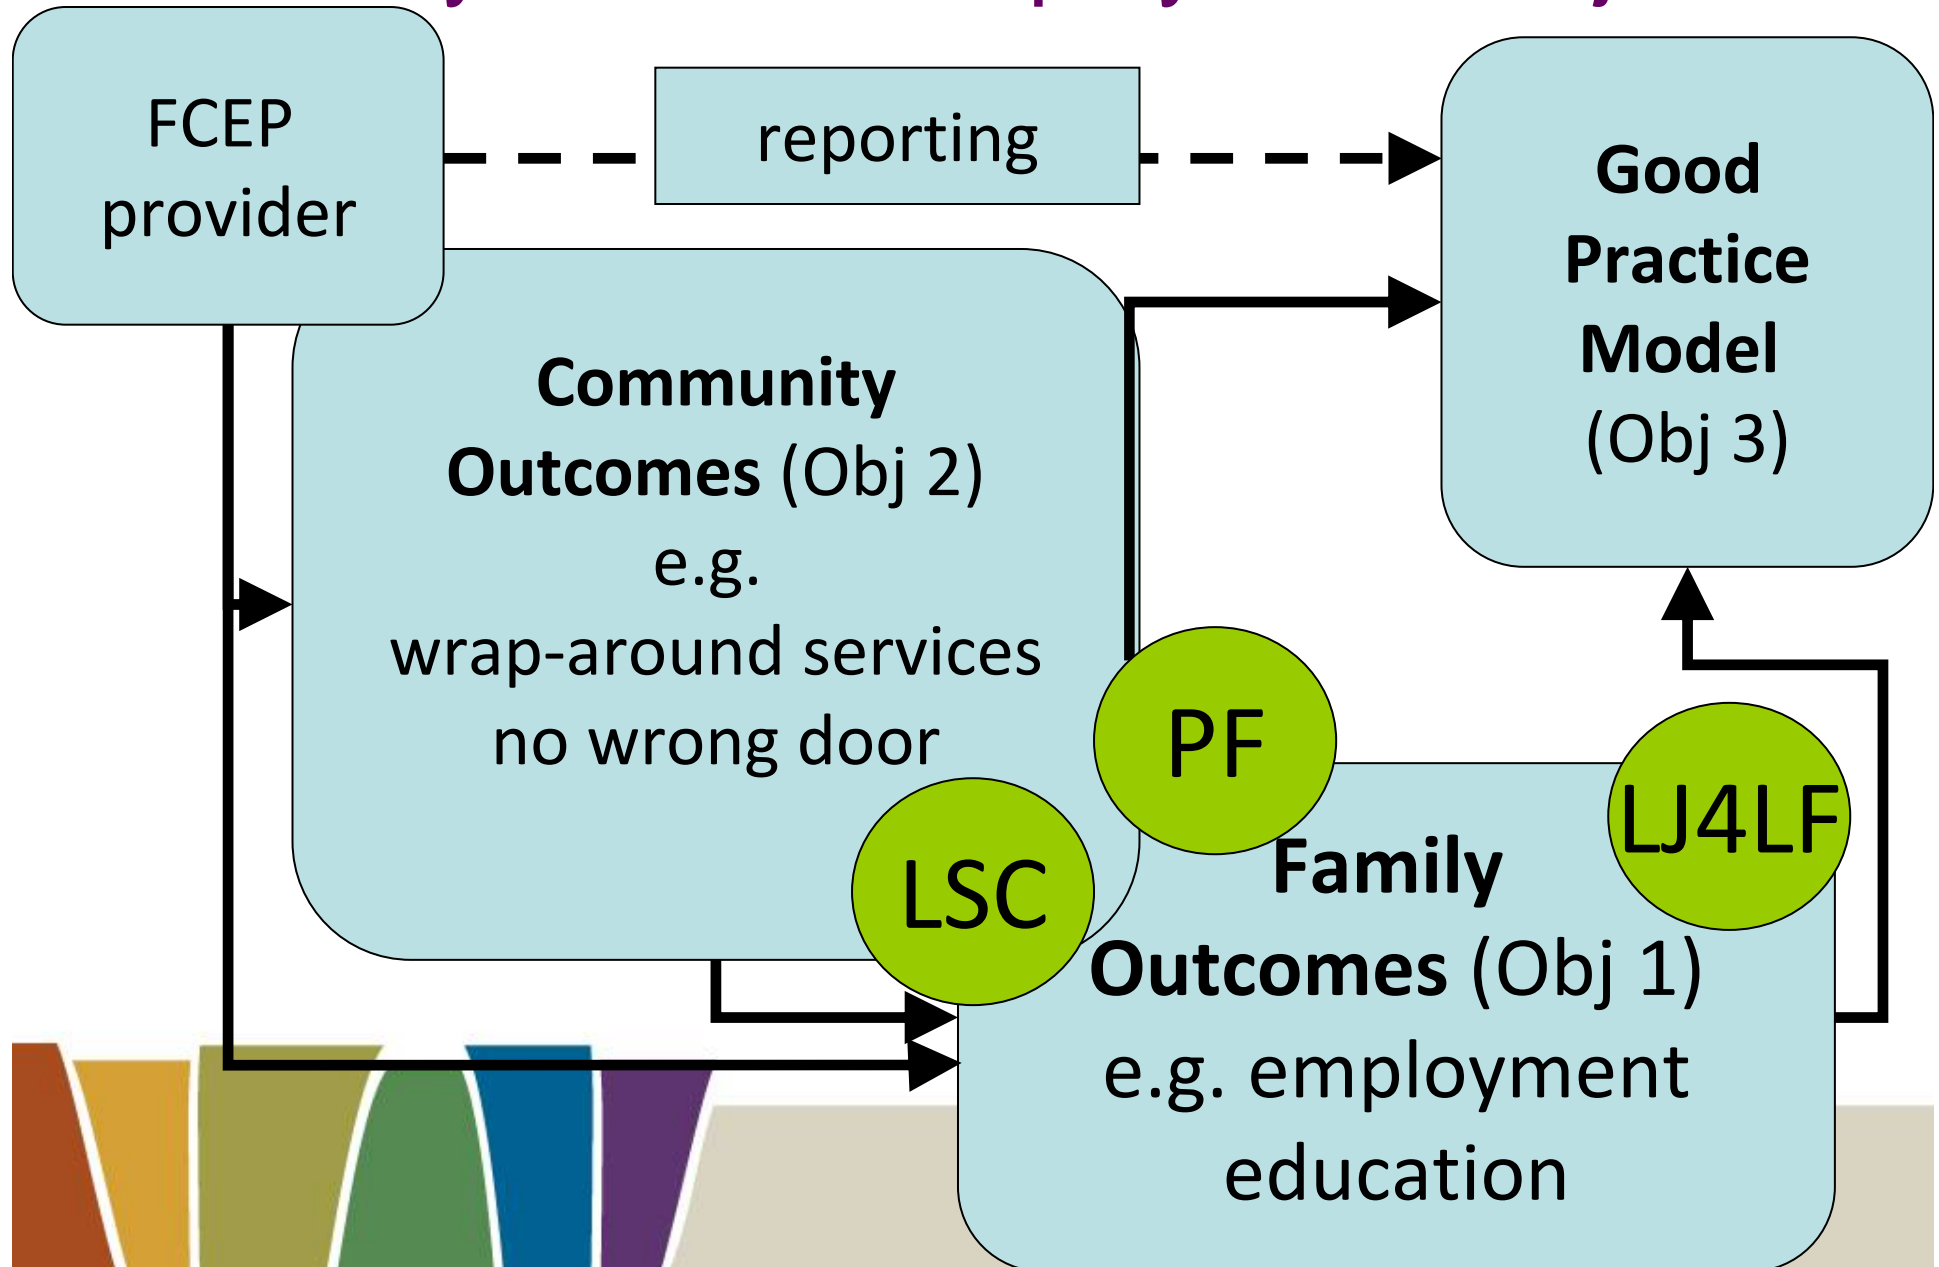 FCEP
provider
reporting
Good
Practice
Model
(Obj 3)
Community
Outcomes (Obj 2)
e.g.
wrap-around services
no wrong door
PF
LJ4LF
LSC
Family
Outcomes (Obj 1)
e.g. employment
education